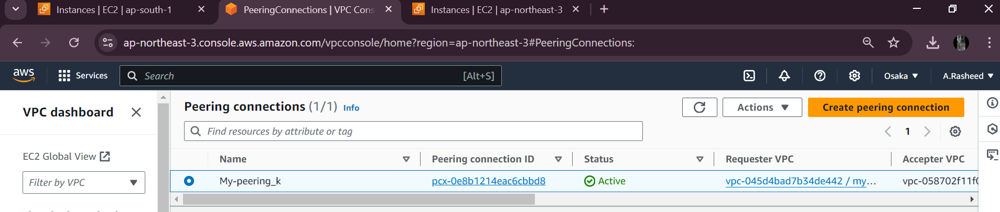 Instances | EC2 | ap-south-1
PeeringConnections | VPC Cons
Instances | EC2 | ap-northeast-3
ap-northeast-3.console.aws.amazon.com/vpcconsole/home?region=ap-northeast-3#PeeringConnections:
aws
Services
Search
[Alt+S]
Osaka
A.Rasheed
VPC dashboard
EC2 Global View
Filter by VPC
Peering connections (1/1) Info
Actions
Create peering connection
Find resources by attribute or tag
1
Name Peering connection ID Status Requester VPC Accepter VPC
My-peering_k pcx-0e8b1214eac6cbbd8 Active vpc-045d4bad7b34de442 / my… vpc-058702f11f